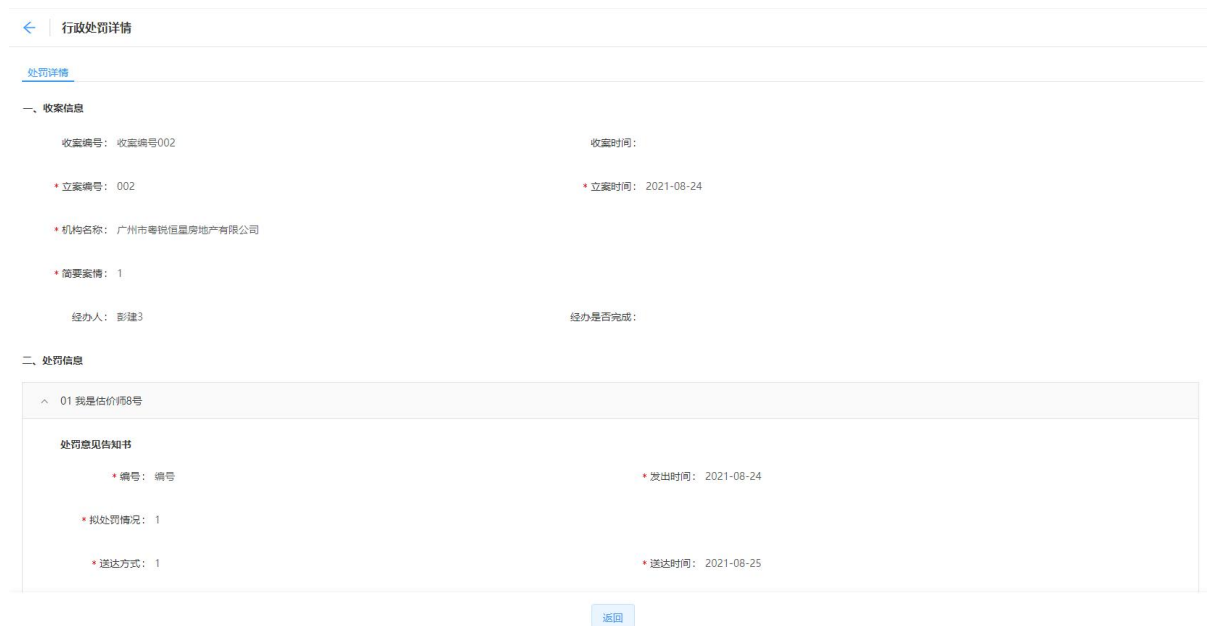 行政处罚详情
处罚详情
一、收案信息
收案编号： 收案编号002 收案时间：
* 立案编号： 002 * 立案时间： 2021-08-24
* 机构名称： 广州市粤锐恒星房地产有限公司
* 简要案情： 1
经办人： 彭建3 经办是否完成：
二、处罚信息
01 我是估价师8号
处罚意见告知书
* 编号： 编号 * 发出时间： 2021-08-24
* 拟处罚情况： 1
* 送达方式： 1 * 送达时间： 2021-08-25
返回